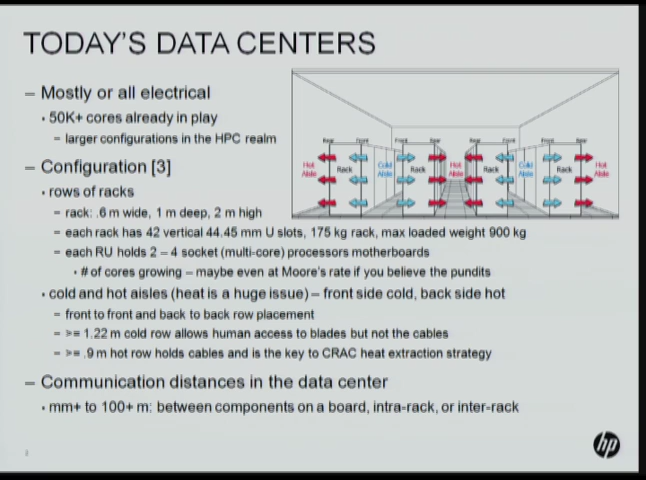 TODAY'S DATA CENTERS
– Mostly or all electrical
• 50K+ cores already in play
– larger configurations in the HPC realm
– Configuration [3]
• rows of racks
– rack: .6 m wide, 1 m deep, 2 m high
– each rack has 42 vertical 44.45 mm U slots, 175 kg rack, max loaded weight 900 kg
– each RU holds 2 – 4 socket (multi-core) processors motherboards
• # of cores growing – maybe even at Moore's rate if you believe the pundits
• cold and hot aisles (heat is a huge issue) – front side cold, back side hot
– front to front and back to back row placement
– >= 1.22 m cold row allows human access to blades but not the cables
– >= .9 m hot row holds cables and is the key to CRAC heat extraction strategy
– Communication distances in the data center
• mm+ to 100+ m: between components on a board, intra-rack, or inter-rack
Rear Front Front Rear Rear Front Front Rear
Hot Aisle Rack Cold Aisle Rack Hot Aisle Rack Cold Aisle Rack Hot Aisle
hp